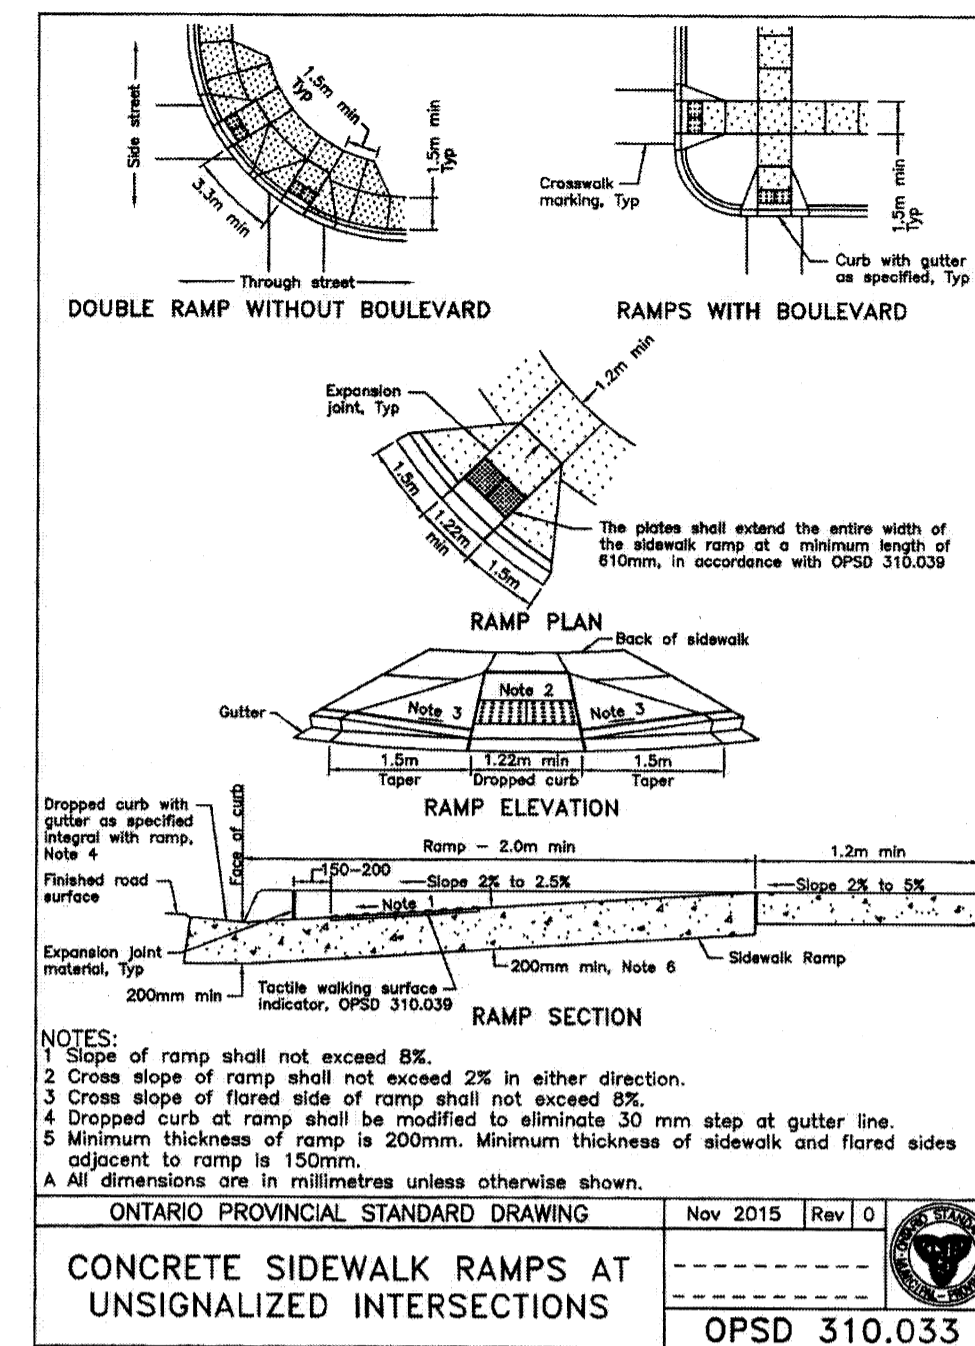 Side street
1.5m min
Typ
1.5m min
Typ
3.3m min
Through street
DOUBLE RAMP WITHOUT BOULEVARD
Crosswalk
marking, Typ
1.5m min
Typ
Curb with gutter
as specified, Typ
RAMPS WITH BOULEVARD
Expansion
joint, Typ
1.2m min
1.5m
1.22m
min
1.5m
The plates shall extend the entire width of
the sidewalk ramp at a minimum length of
610mm, in accordance with OPSD 310.039
RAMP PLAN
Back of sidewalk
Note 2
Note 3
Note 3
Gutter
1.5m
Taper
1.22m min
Dropped curb
1.5m
Taper
RAMP ELEVATION
Dropped curb with
gutter as specified
integral with ramp,
Note 4
Face of curb
Ramp - 2.0m min
1.2m min
150-200
Slope 2% to 2.5%
Slope 2% to 5%
Finished road
surface
Note 1
Expansion joint
material, Typ
200mm min
Tactile walking surface
indicator, OPSD 310.039
200mm min, Note 6
Sidewalk Ramp
RAMP SECTION
NOTES:
1 Slope of ramp shall not exceed 8%.
2 Cross slope of ramp shall not exceed 2% in either direction.
3 Cross slope of flared side of ramp shall not exceed 8%.
4 Dropped curb at ramp shall be modified to eliminate 30 mm step at gutter line.
5 Minimum thickness of ramp is 200mm. Minimum thickness of sidewalk and flared sides
adjacent to ramp is 150mm.
A All dimensions are in millimetres unless otherwise shown.
ONTARIO PROVINCIAL STANDARD DRAWING
Nov 2015
Rev 0
CONCRETE SIDEWALK RAMPS AT
UNSIGNALIZED INTERSECTIONS
OPSD 310.033